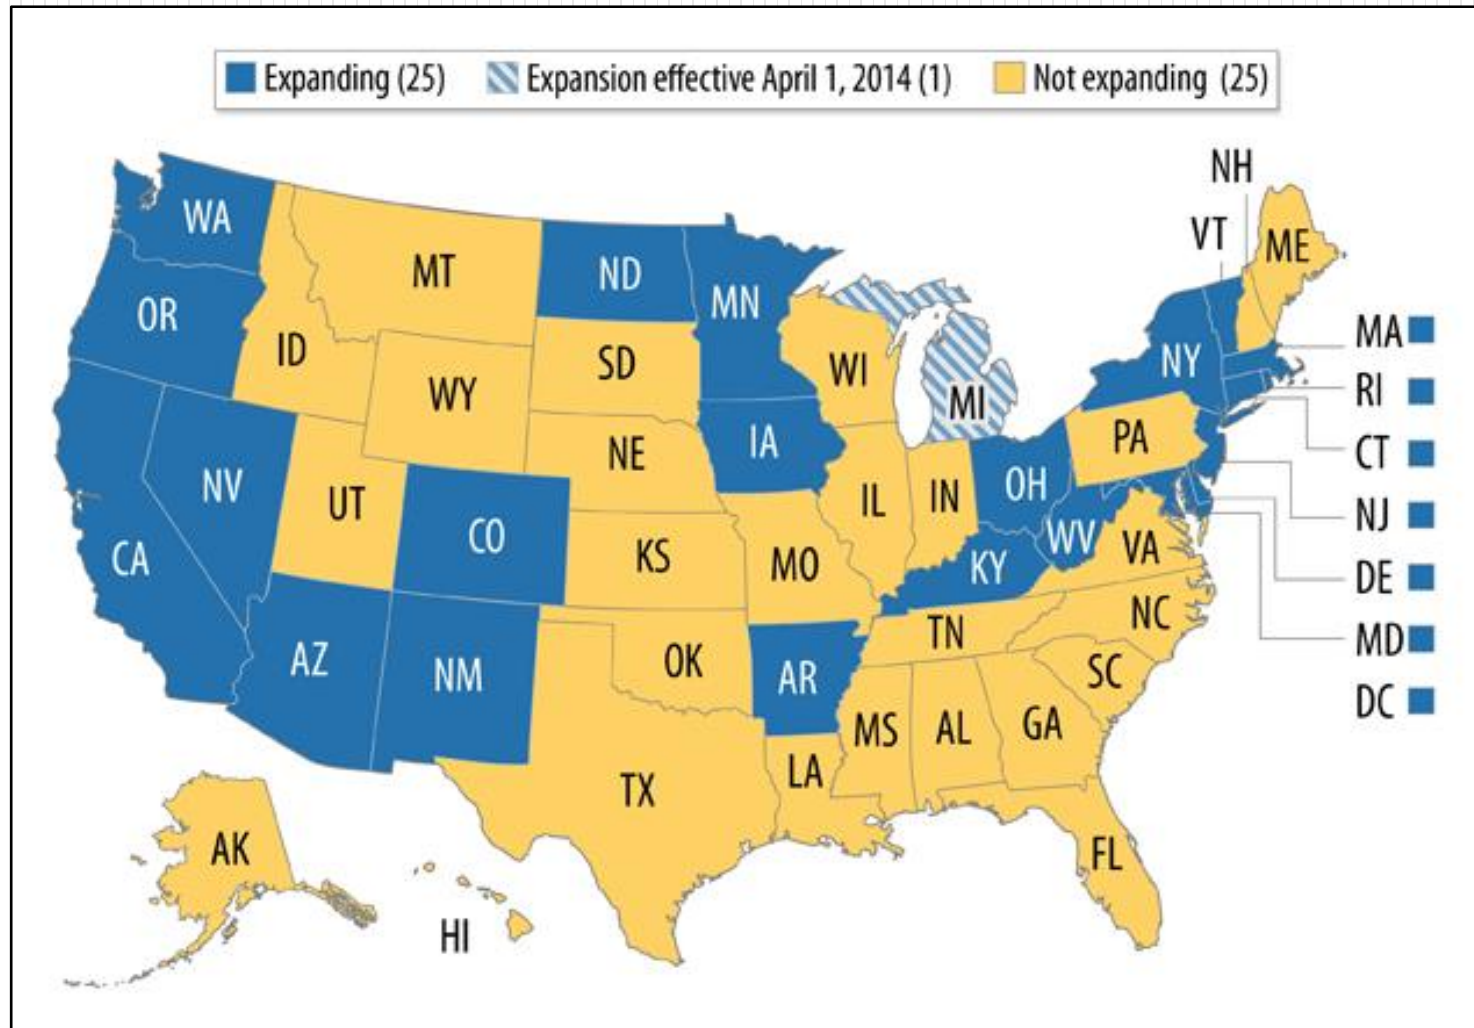 Expanding (25)
Expansion effective April 1, 2014 (1)
Not expanding (25)
NH
VT
ME
WA
MT
ND
MN
OR
ID
WY
SD
WI
MI
NY
MA
RI
CT
NJ
DE
MD
DC
NV
UT
CO
NE
IA
IL
IN
OH
PA
CA
KS
MO
KY
WV
VA
AZ
NM
OK
AR
TN
NC
SC
MS
AL
GA
LA
TX
FL
AK
HI